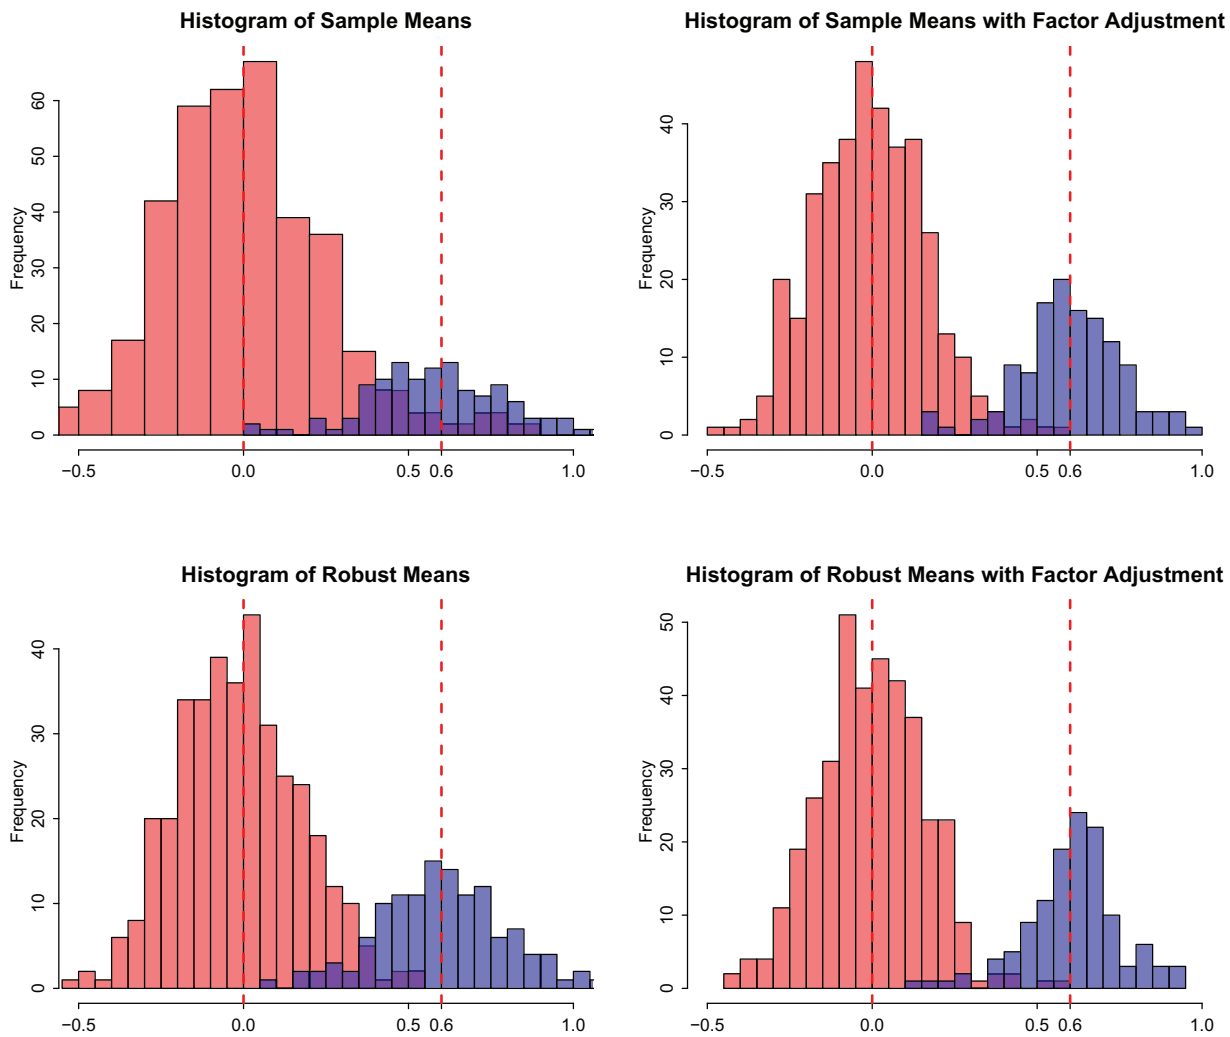 Histogram of Sample Means
Frequency
60
50
40
30
20
10
0
−0.5 0.0 0.5 0.6 1.0
Histogram of Sample Means with Factor Adjustment
Frequency
40
30
20
10
0
−0.5 0.0 0.5 0.6 1.0
Histogram of Robust Means
Frequency
40
30
20
10
0
−0.5 0.0 0.5 0.6 1.0
Histogram of Robust Means with Factor Adjustment
Frequency
50
40
30
20
10
0
−0.5 0.0 0.5 0.6 1.0